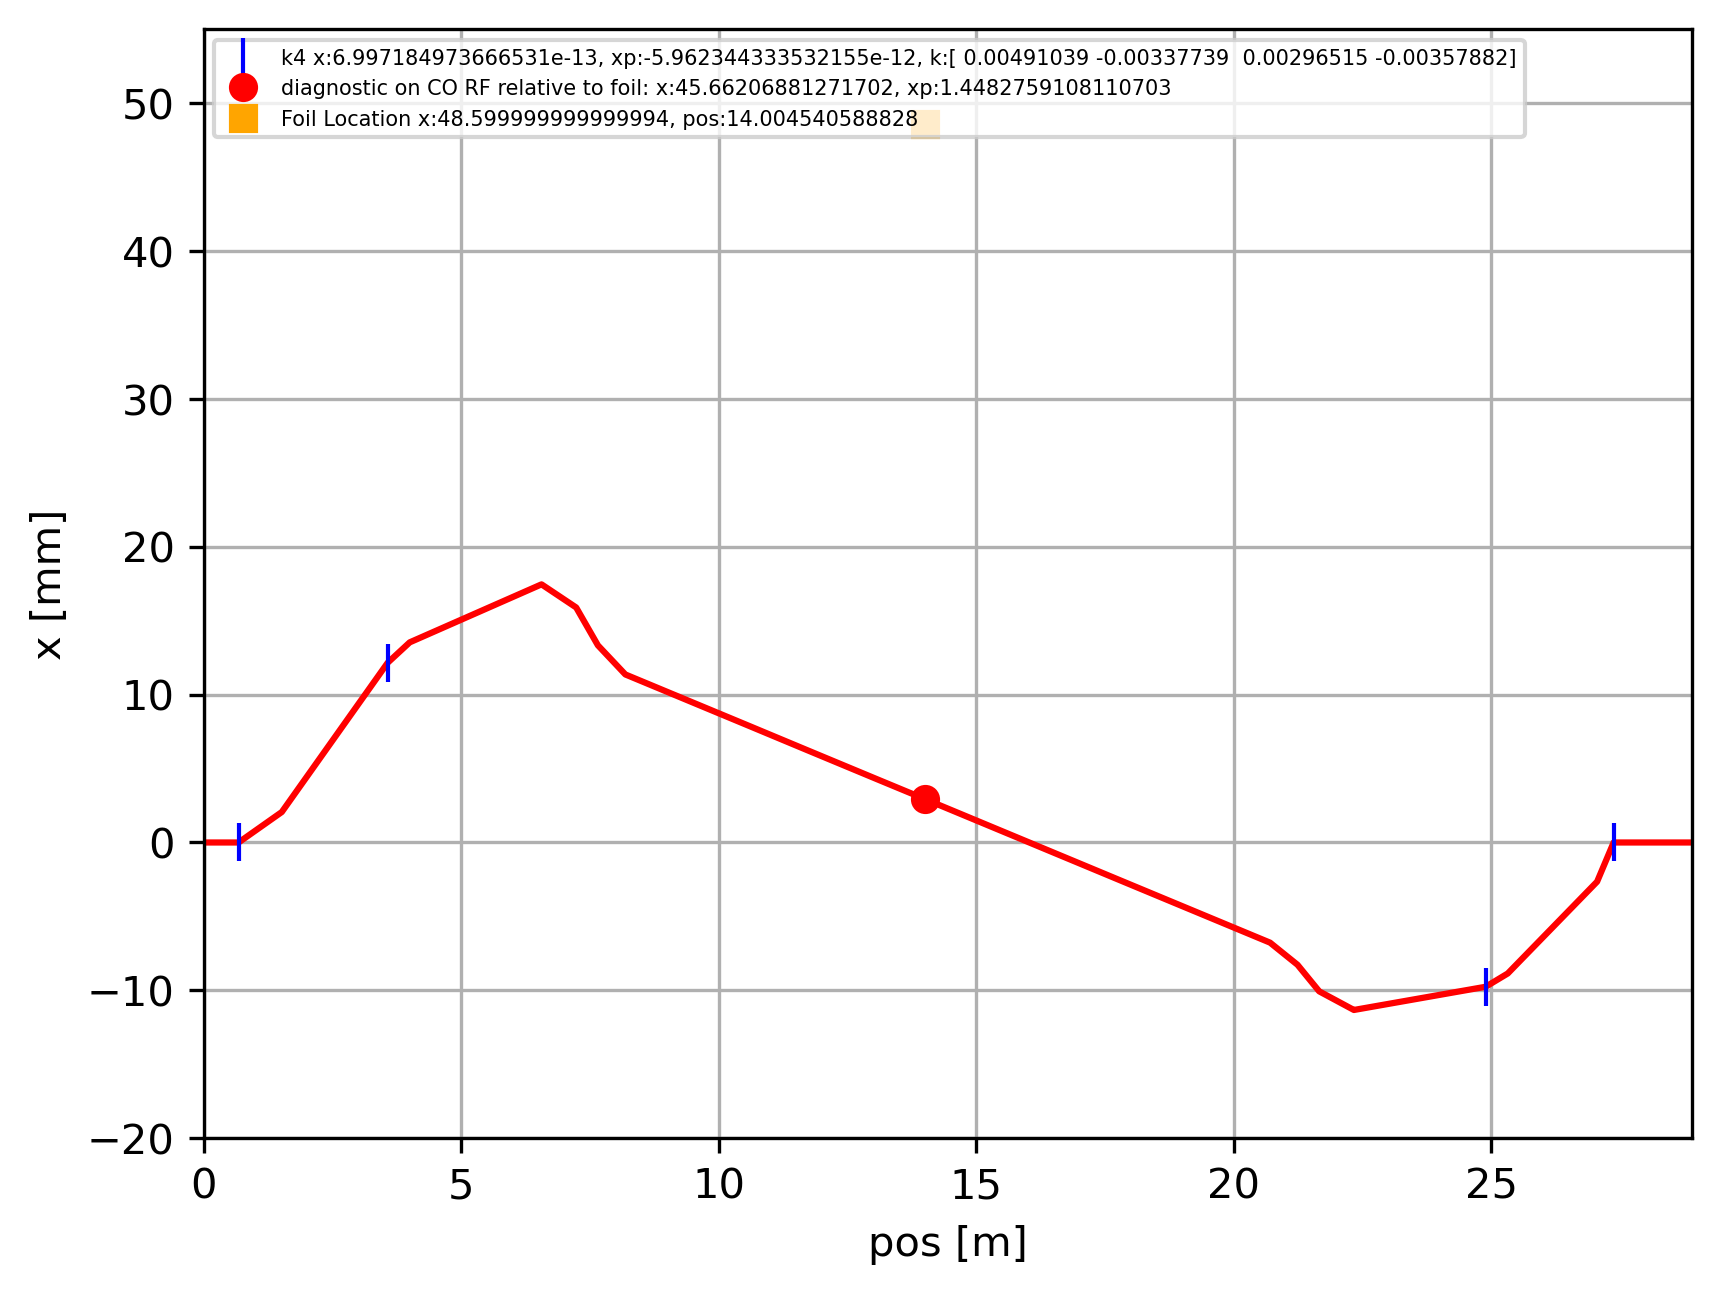 k4 x:6.997184973666531e-13, xp:-5.962344333532155e-12, k:[ 0.00491039 -0.00337739  0.00296515 -0.00357882]
diagnostic on CO RF relative to foil: x:45.66206881271702, xp:1.4482759108110703
Foil Location x:48.599999999999994, pos:14.004540588828
50
40
30
20
10
0
−10
−20
x [mm]
0 5 10 15 20 25
pos [m]